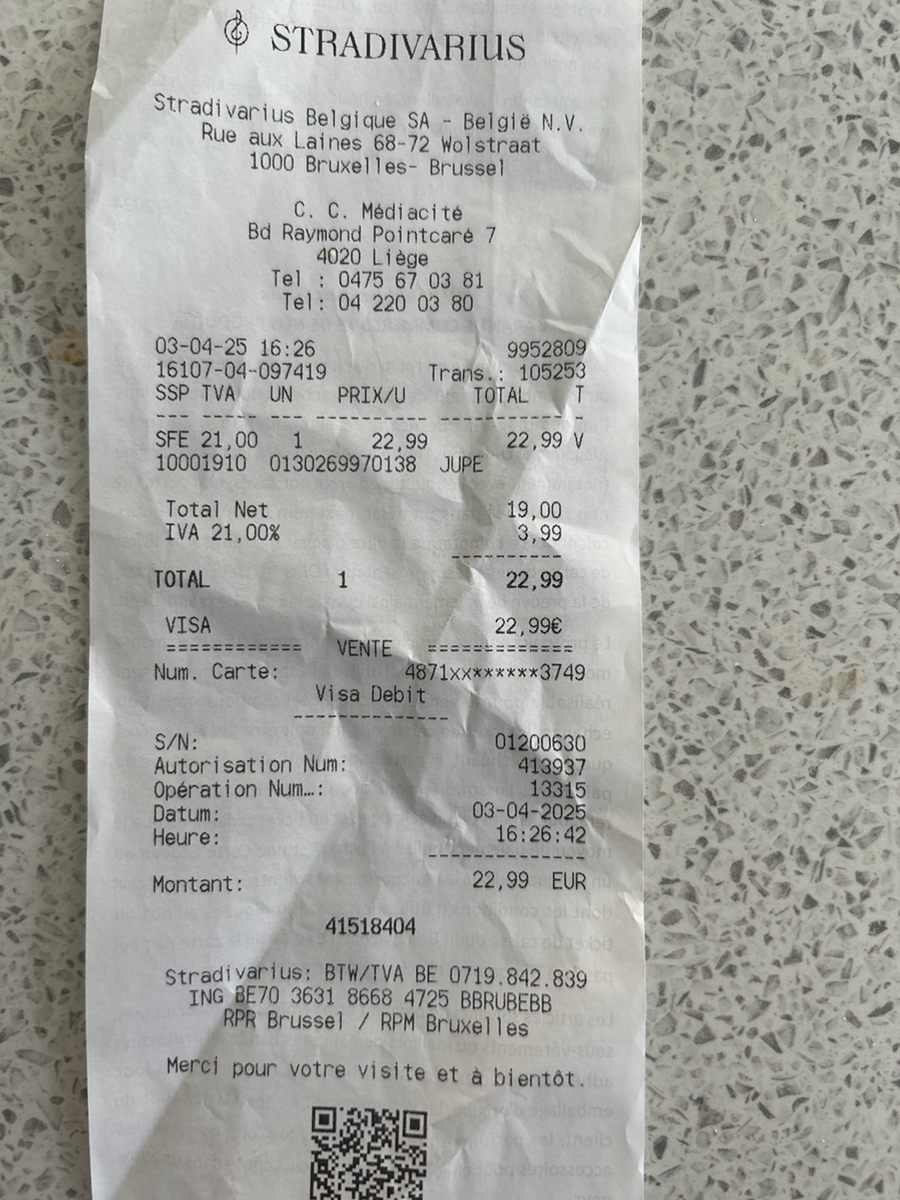 STRADIVARIUS
Stradivarius Belgique SA - België N.V.
Rue aux Laines 68-72 Wolstraat
1000 Bruxelles- Brussel
C. C. Médiacité
Bd Raymond Pointcaré 7
4020 Liège
Tel : 0475 67 03 81
Tel: 04 220 03 80
03-04-25 16:26 9952809
16107-04-097419 Trans.: 105253
SSP TVA UN PRIX/U TOTAL T
--- ----- --- ----------- ------------ -
SFE 21,00 1 22,99 22,99 V
10001910 0130269970138 JUPE
Total Net 19,00
IVA 21,00% 3,99
-----------
TOTAL 1 22,99
VISA 22,99€
============ VENTE =============
Num. Carte: 4871xx*******3749
Visa Debit
---------------
S/N: 01200630
Autorisation Num: 413937
Opération Num…: 13315
Datum: 03-04-2025
Heure: 16:26:42
---------------
Montant: 22,99 EUR
41518404
Stradivarius: BTW/TVA BE 0719.842.839
ING BE70 3631 8668 4725 BBRUBEBB
RPR Brussel / RPM Bruxelles
Merci pour votre visite et à bientôt.